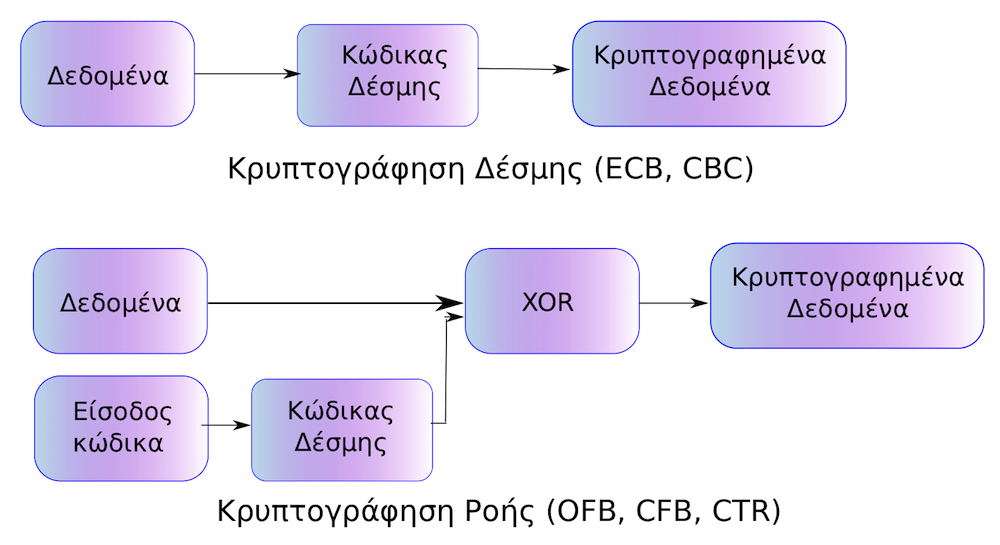 Δεδομένα
Κώδικας
Δέσμης
Κρυπτογραφημένα
Δεδομένα
Κρυπτογράφηση Δέσμης (ECB, CBC)
Δεδομένα
XOR
Κρυπτογραφημένα
Δεδομένα
Είσοδος
κώδικα
Κώδικας
Δέσμης
Κρυπτογράφηση Ροής (OFB, CFB, CTR)